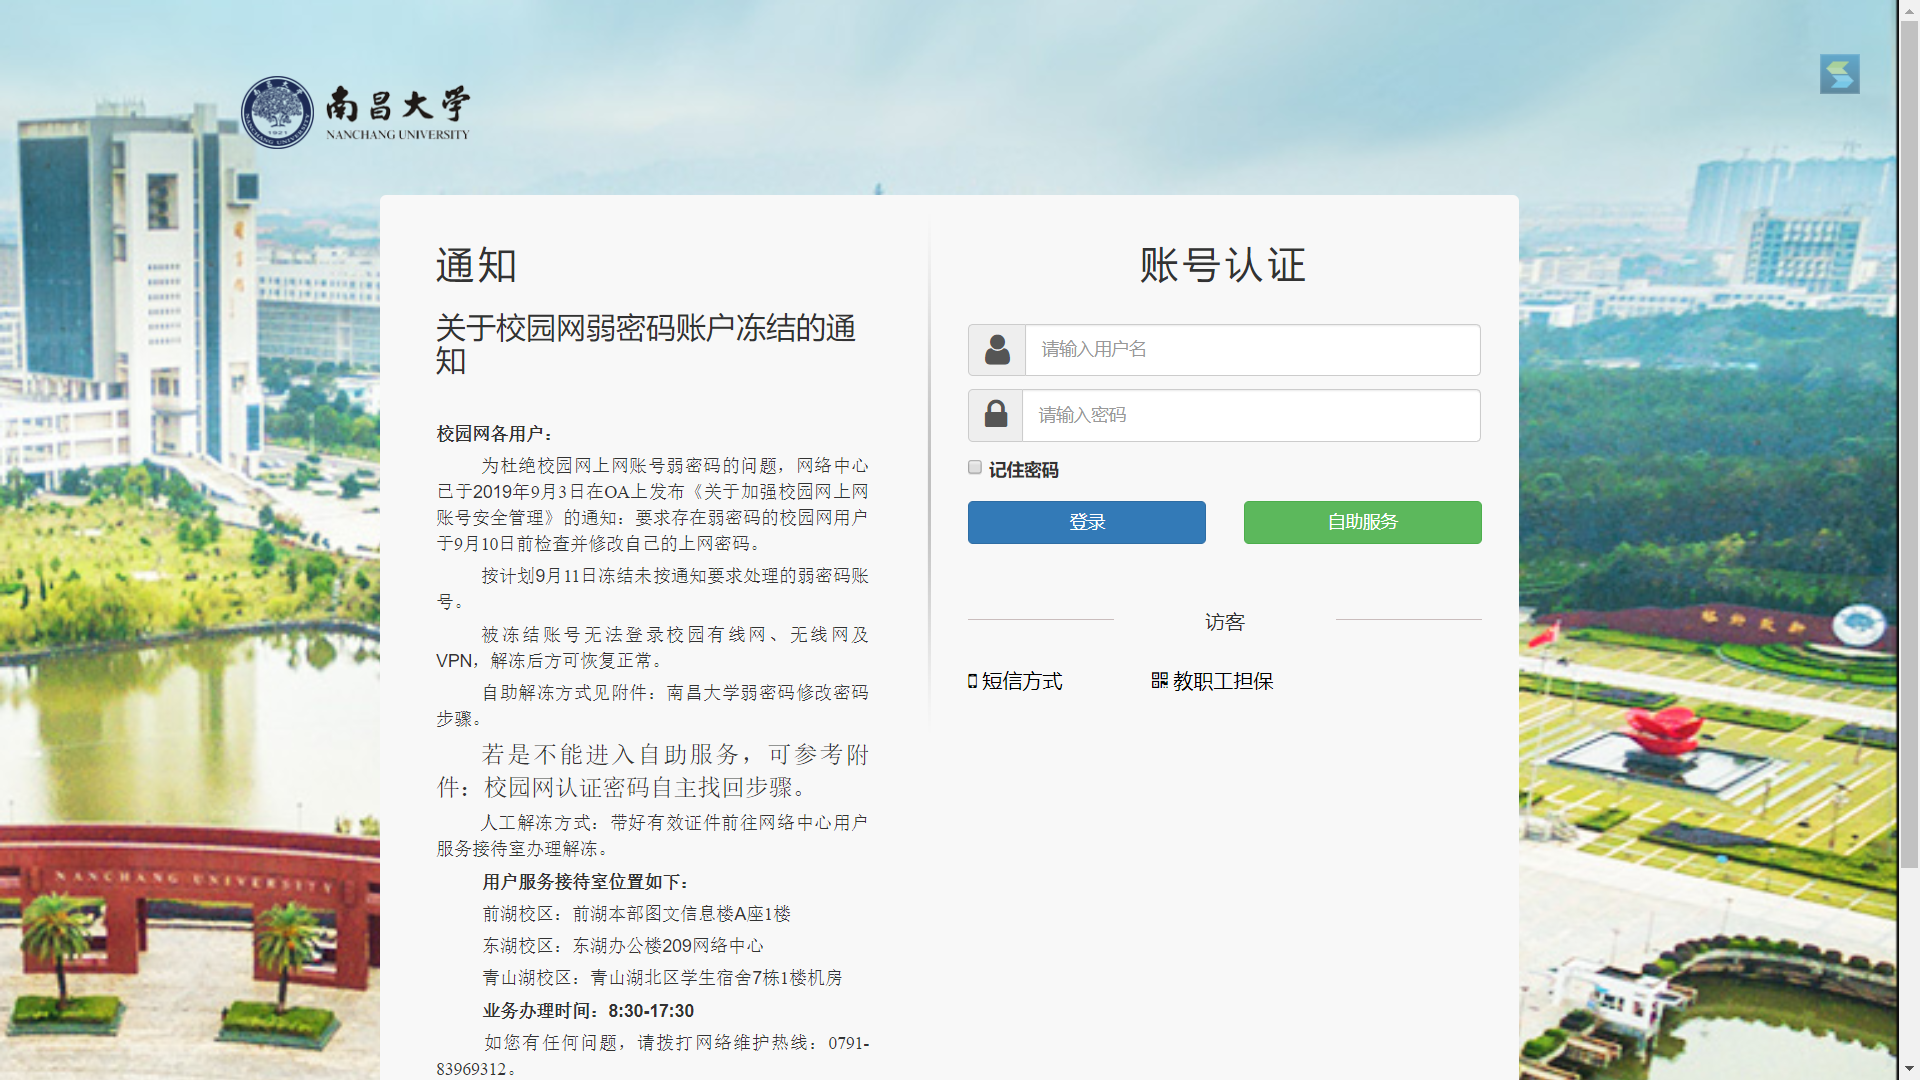 南昌大学
NANCHANG UNIVERSITY
通知
关于校园网弱密码账户冻结的通
知
校园网各用户：
为杜绝校园网上网账号弱密码的问题，网络中心
已于2019年9月3日在OA上发布《关于加强校园网上网
账号安全管理》的通知：要求存在弱密码的校园网用户
于9月10日前检查并修改自己的上网密码。
按计划9月11日冻结未按通知要求处理的弱密码账
号。
被冻结账号无法登录校园有线网、无线网及
VPN，解冻后方可恢复正常。
自助解冻方式见附件：南昌大学弱密码修改密码
步骤。
若是不能进入自助服务，可参考附
件：校园网认证密码自主找回步骤。
人工解冻方式：带好有效证件前往网络中心用户
服务接待室办理解冻。
用户服务接待室位置如下：
前湖校区：前湖本部图文信息楼A座1楼
东湖校区：东湖办公楼209网络中心
青山湖校区：青山湖北区学生宿舍7栋1楼机房
业务办理时间：8:30-17:30
如您有任何问题，请拨打网络维护热线：0791-
83969312。
账号认证
请输入用户名
请输入密码
记住密码
登录 自助服务
访客
短信方式 教职工担保
NANCHANG UNIVERSITY